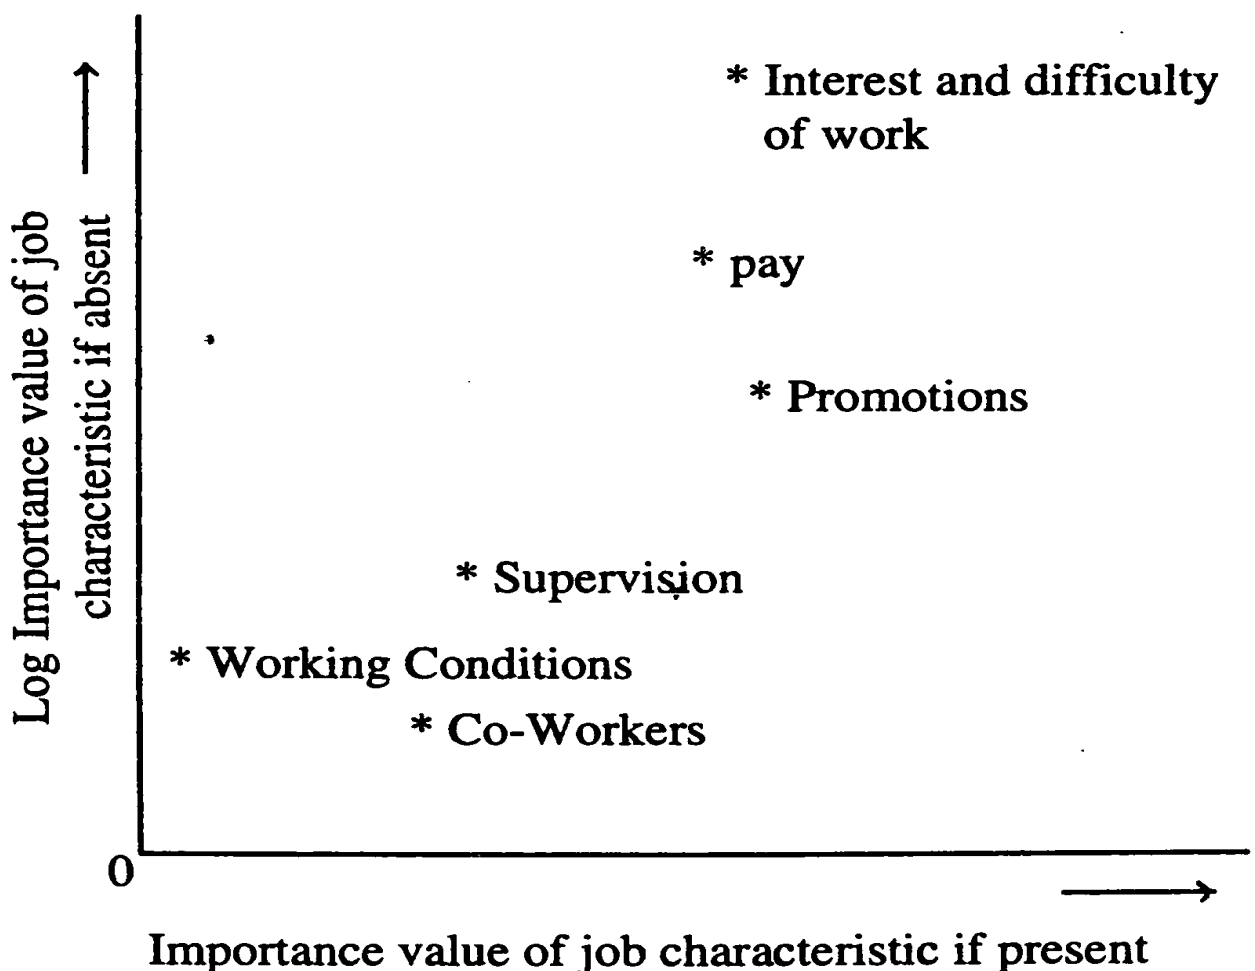 * Interest and difficulty
of work
* pay
* Promotions
* Supervision
* Working Conditions
* Co-Workers
Log Importance value of job
characteristic if absent
0
Importance value of job characteristic if present